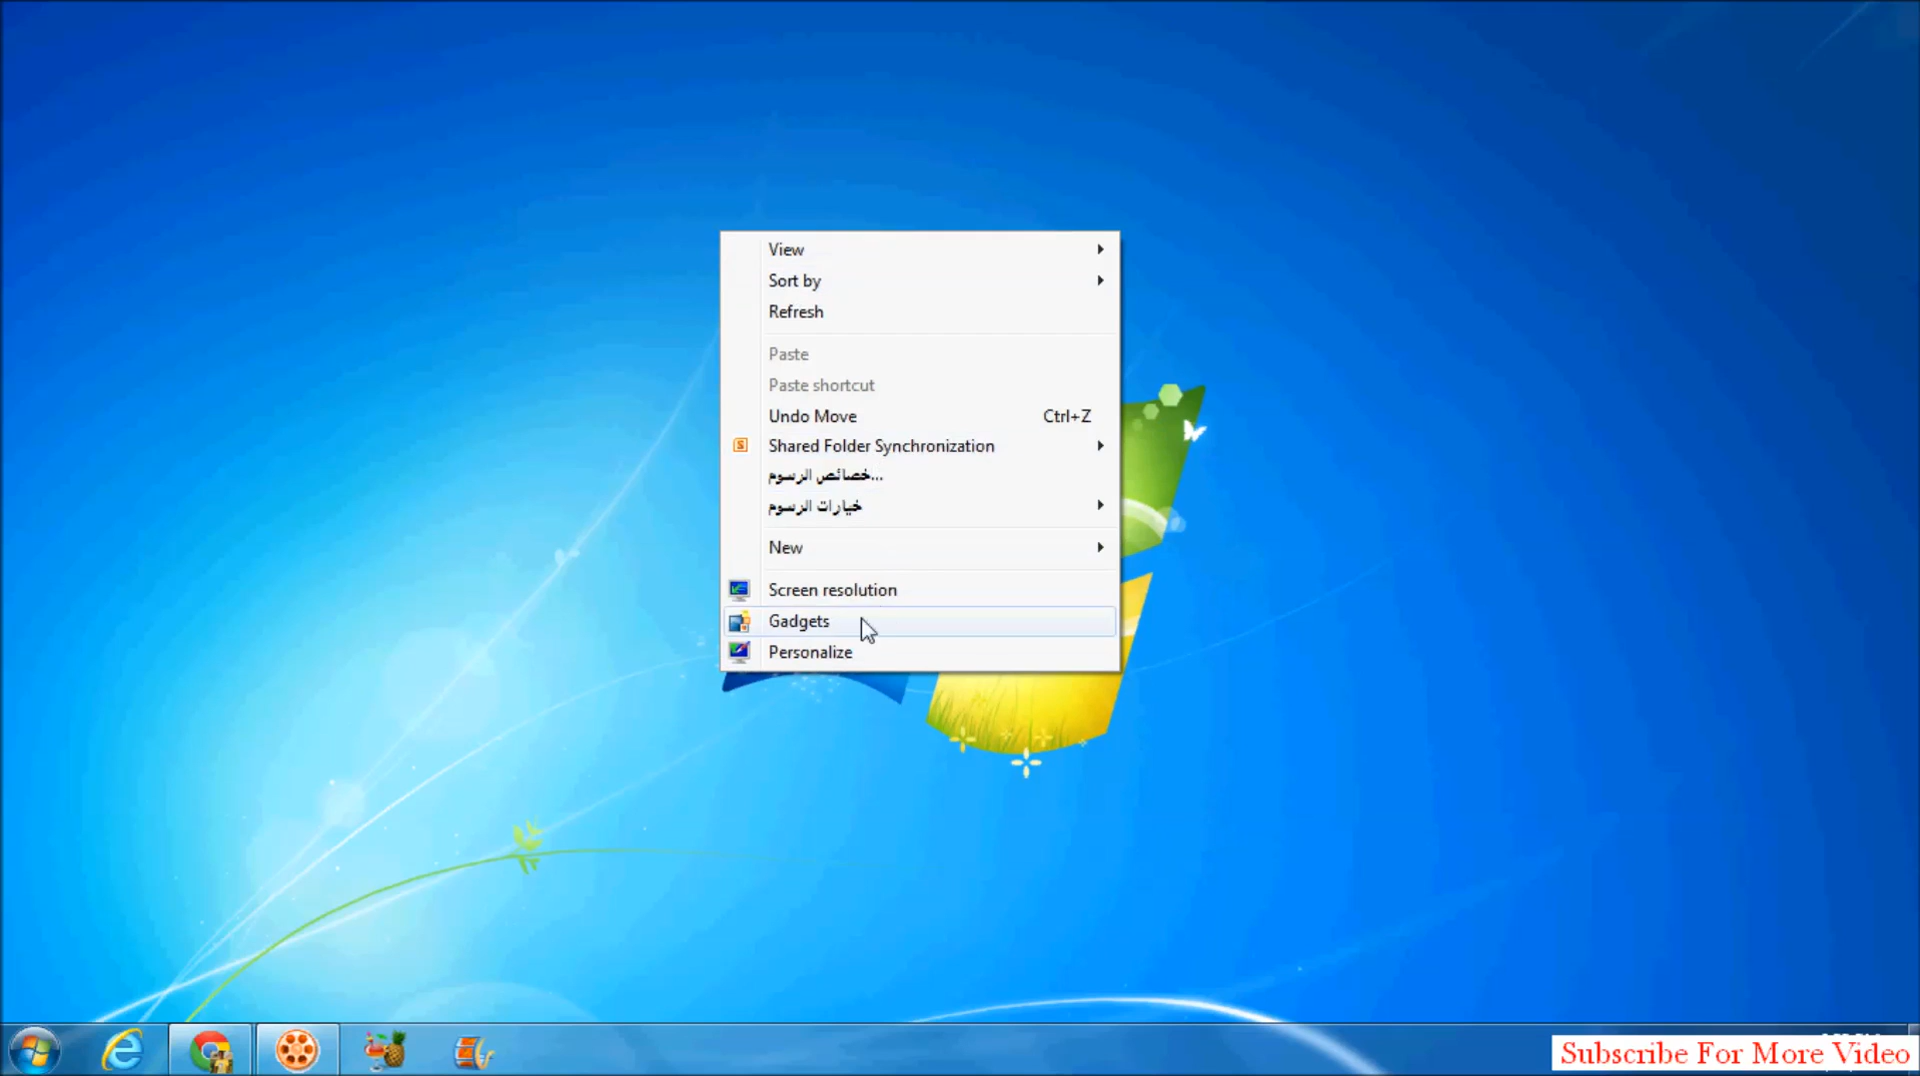 View
Sort by
Refresh
Paste
Paste shortcut
Undo Move Ctrl+Z
Shared Folder Synchronization
خصائص الرسوم...
خيارات الرسوم
New
Screen resolution
Gadgets
Personalize
Subscribe For More Video